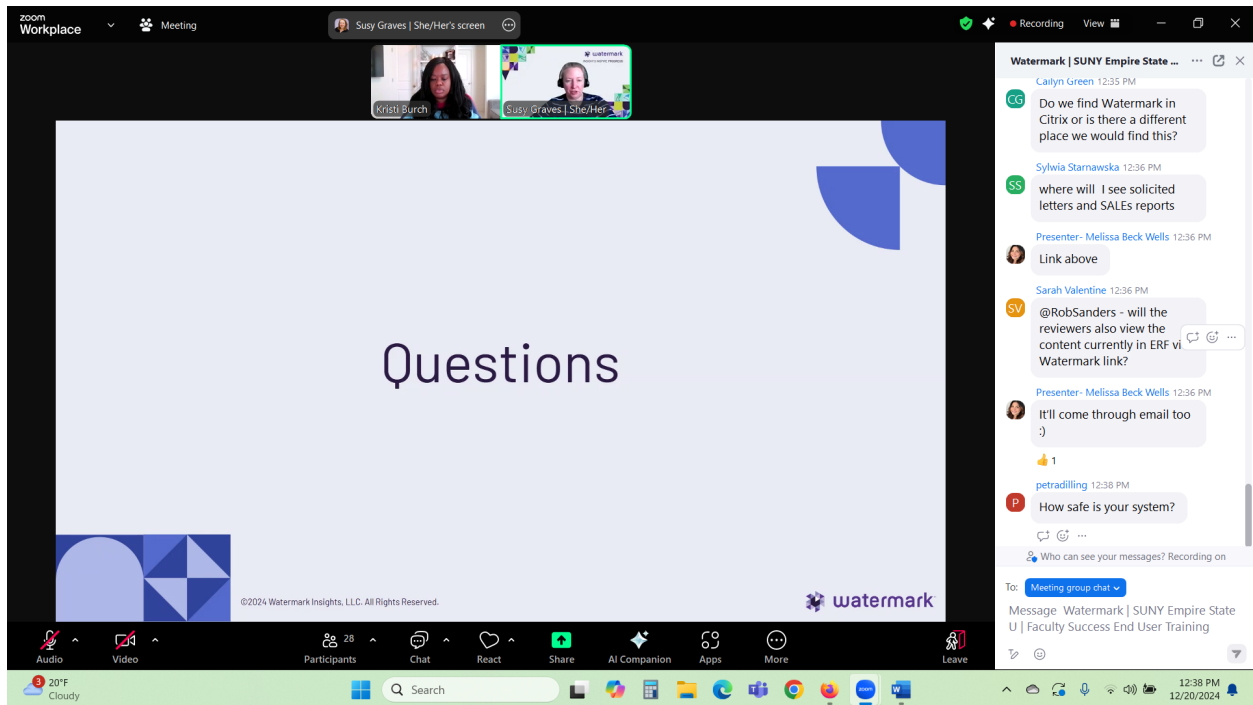 zoom
Workplace
Meeting
Susy Graves | She/Her's screen
Recording
View
Kristi Burch
watermark
Susy Graves | She/Her
Questions
©2024 Watermark Insights, LLC. All Rights Reserved.
watermark
Watermark | SUNY Empire State ...
Cailyn Green 12:35 PM
CG
Do we find Watermark in
Citrix or is there a different
place we would find this?
Sylwia Starnawska 12:36 PM
SS
where will I see solicited
letters and SALEs reports
Presenter- Melissa Beck Wells 12:36 PM
Link above
Sarah Valentine 12:36 PM
SV
@RobSanders - will the
reviewers also view the
content currently in ERF vi
Watermark link?
Presenter- Melissa Beck Wells 12:36 PM
It'll come through email too
:)
👍 1
petradilling 12:38 PM
P
How safe is your system?
Who can see your messages? Recording on
To: Meeting group chat
Message Watermark | SUNY Empire State
U | Faculty Success End User Training
Audio
Video
28
Participants
Chat
React
Share
AI Companion
Apps
More
Leave
3
20°F
Cloudy
Search
zoom
W
12:38 PM
12/20/2024